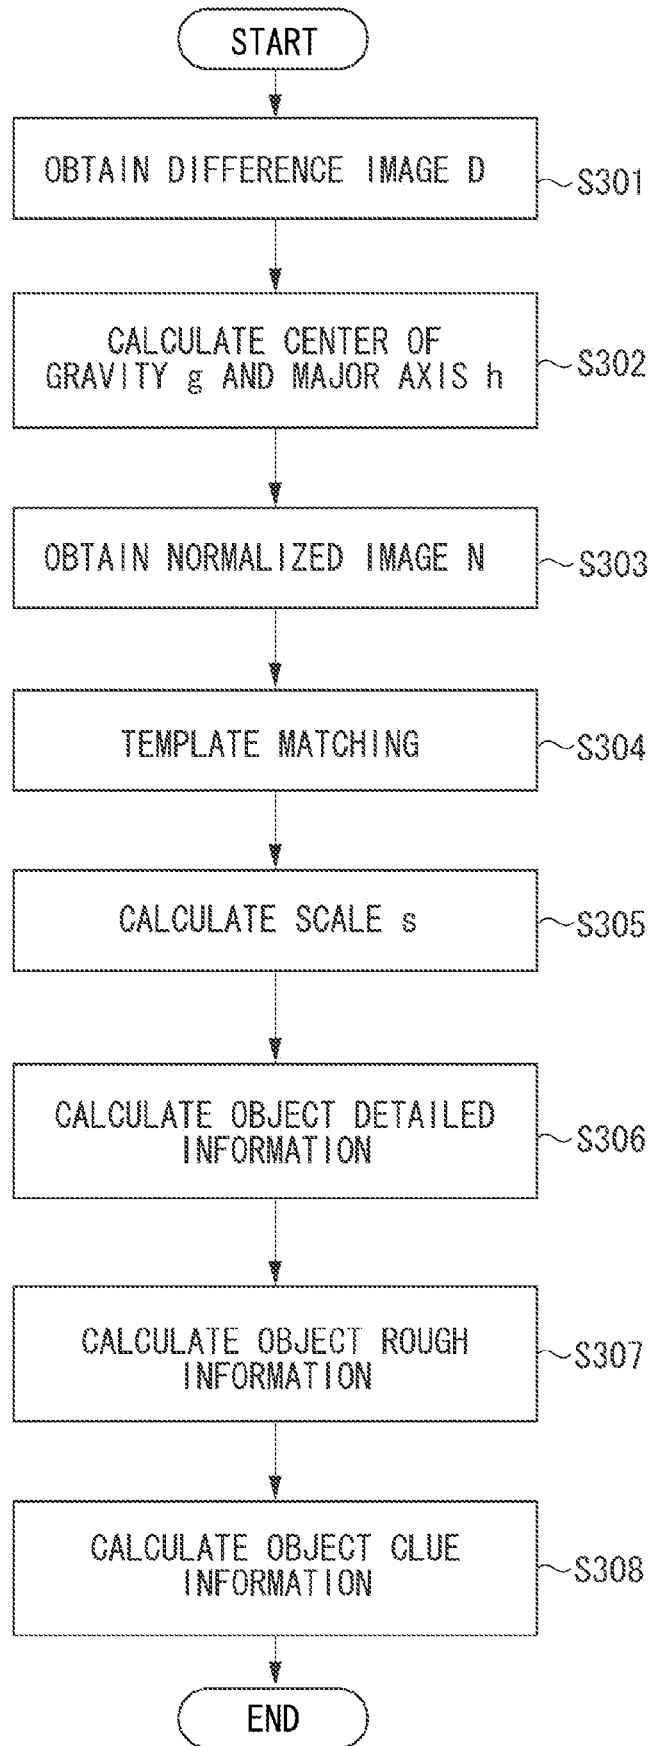 START
OBTAIN DIFFERENCE IMAGE D
S301
CALCULATE CENTER OF
GRAVITY g AND MAJOR AXIS h
S302
OBTAIN NORMALIZED IMAGE N
S303
TEMPLATE MATCHING
S304
CALCULATE SCALE s
S305
CALCULATE OBJECT DETAILED
INFORMATION
S306
CALCULATE OBJECT ROUGH
INFORMATION
S307
CALCULATE OBJECT CLUE
INFORMATION
S308
END